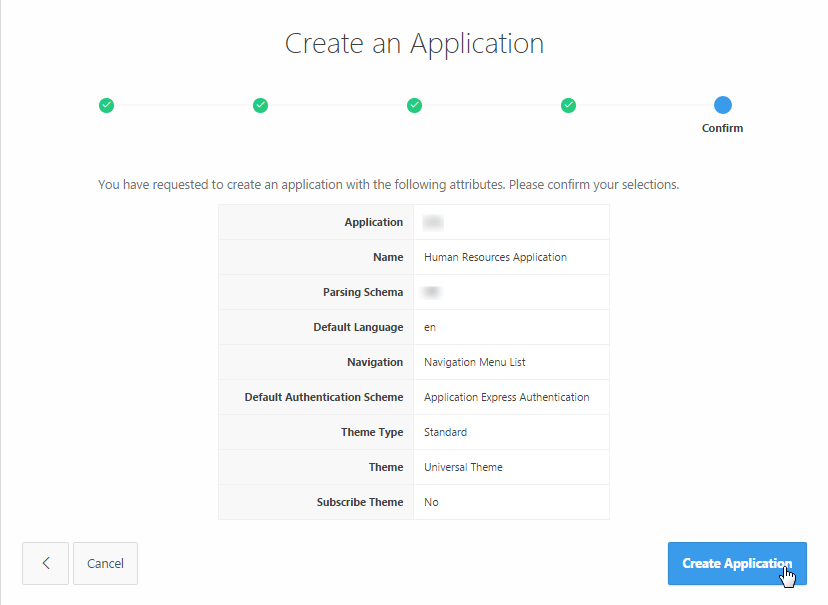 Create an Application
Confirm
You have requested to create an application with the following attributes. Please confirm your selections.
Application
Name Human Resources Application
Parsing Schema
Default Language en
Navigation Navigation Menu List
Default Authentication Scheme Application Express Authentication
Theme Type Standard
Theme Universal Theme
Subscribe Theme No
Cancel
Create Application